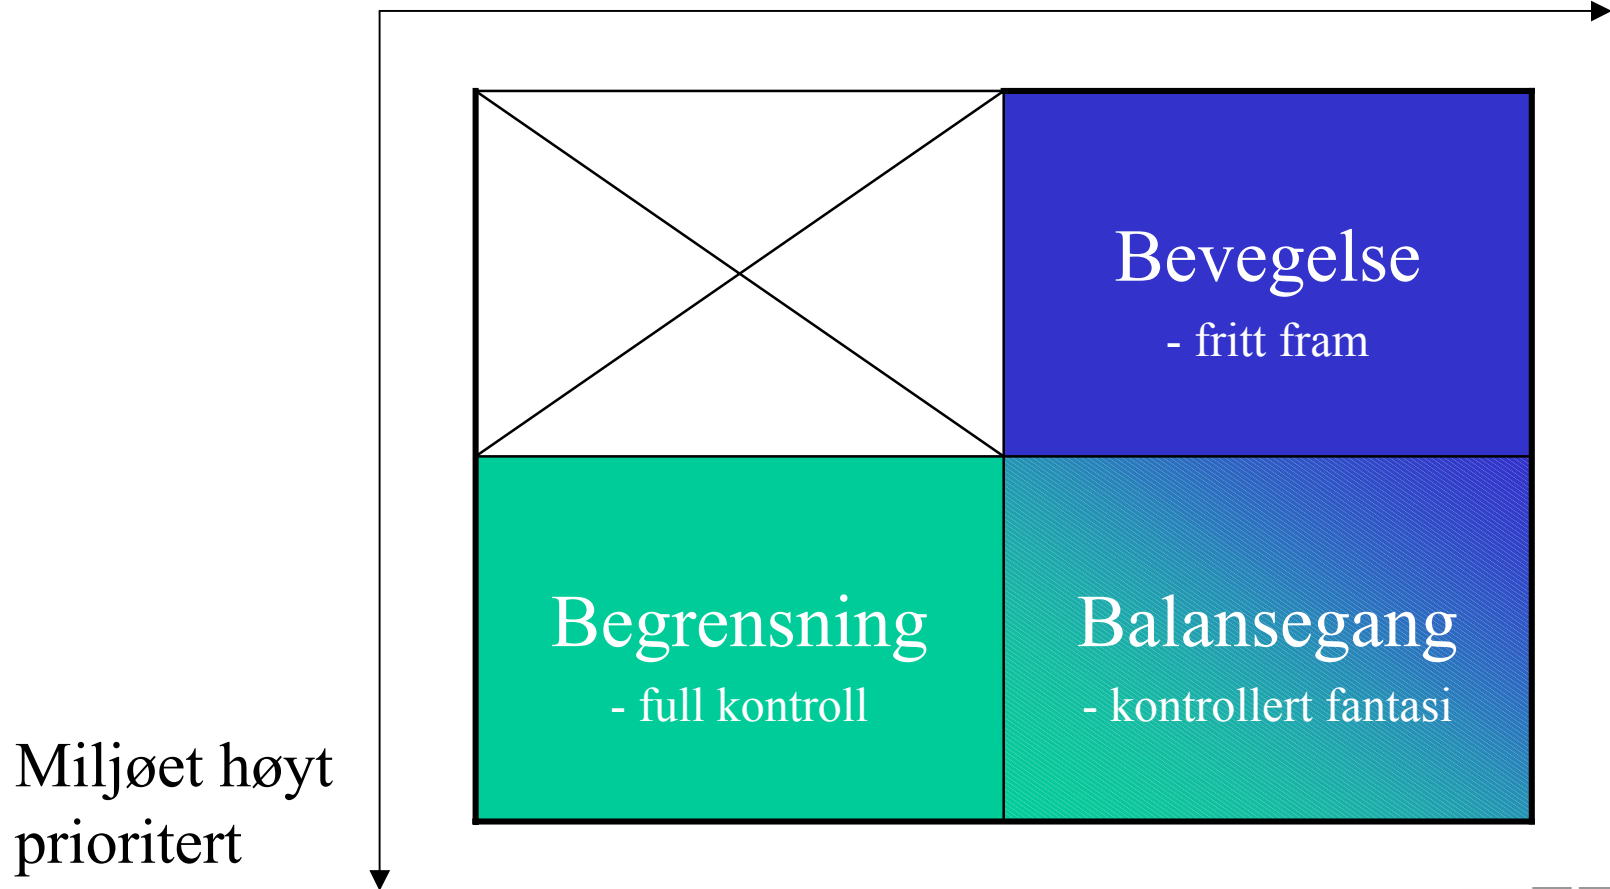 Bevegelse
- fritt fram
Begrensning
- full kontroll
Balansegang
- kontrollert fantasi
Miljøet høyt
prioritert